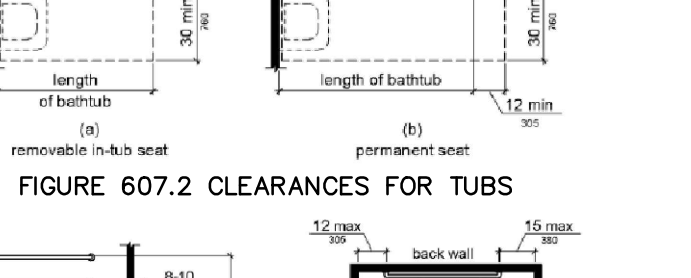 30 min
760
30 min
760
length
of bathtub
length of bathtub
12 min
305
(a)
removable in-tub seat
(b)
permanent seat
FIGURE 607.2 CLEARANCES FOR TUBS
12 max
305
15 max
380
back wall
8-10